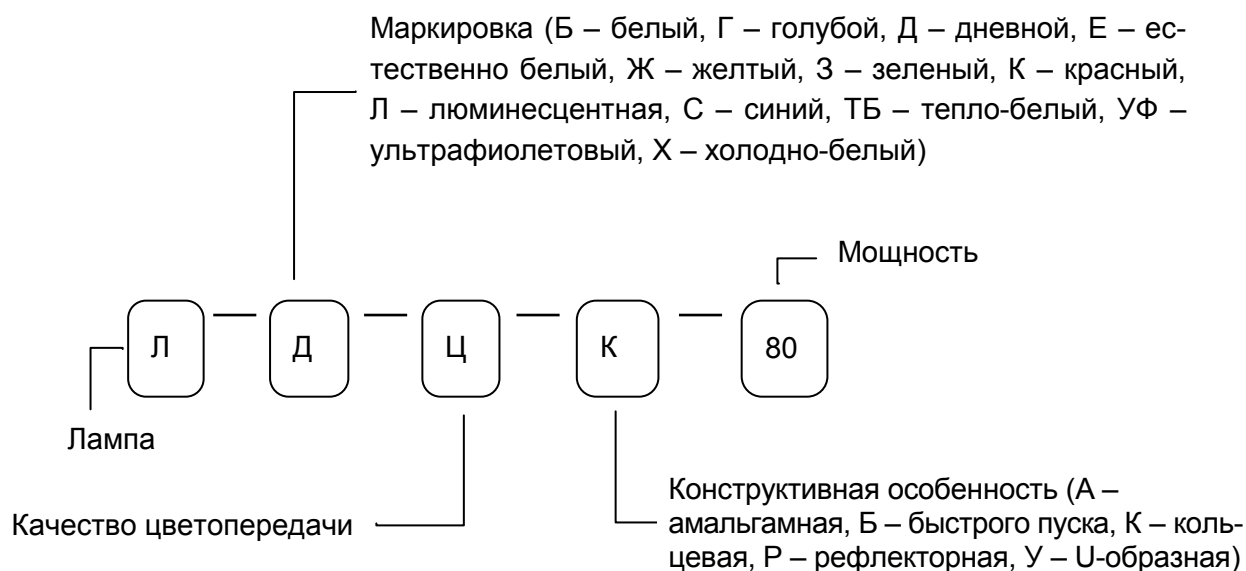 Маркировка (Б – белый, Г – голубой, Д – дневной, Е – ес-
тественно белый, Ж – желтый, З – зеленый, К – красный,
Л – люминесцентная, С – синий, ТБ – тепло-белый, УФ –
ультрафиолетовый, Х – холодно-белый)
Мощность
Л — Д — Ц — К — 80
Лампа
Качество цветопередачи
Конструктивная особенность (А –
амальгамная, Б – быстрого пуска, К – коль-
цевая, Р – рефлекторная, У – U-образная)